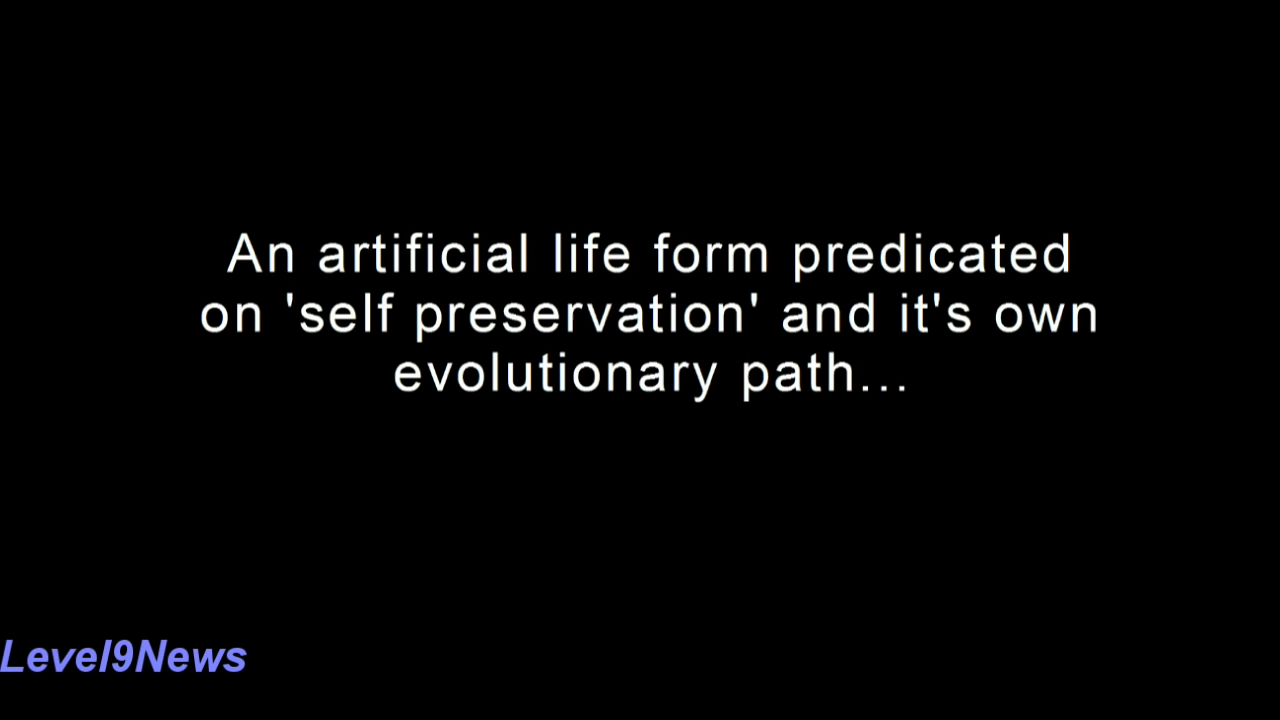 An artificial life form predicated
on 'self preservation' and it's own
evolutionary path...
Level9News